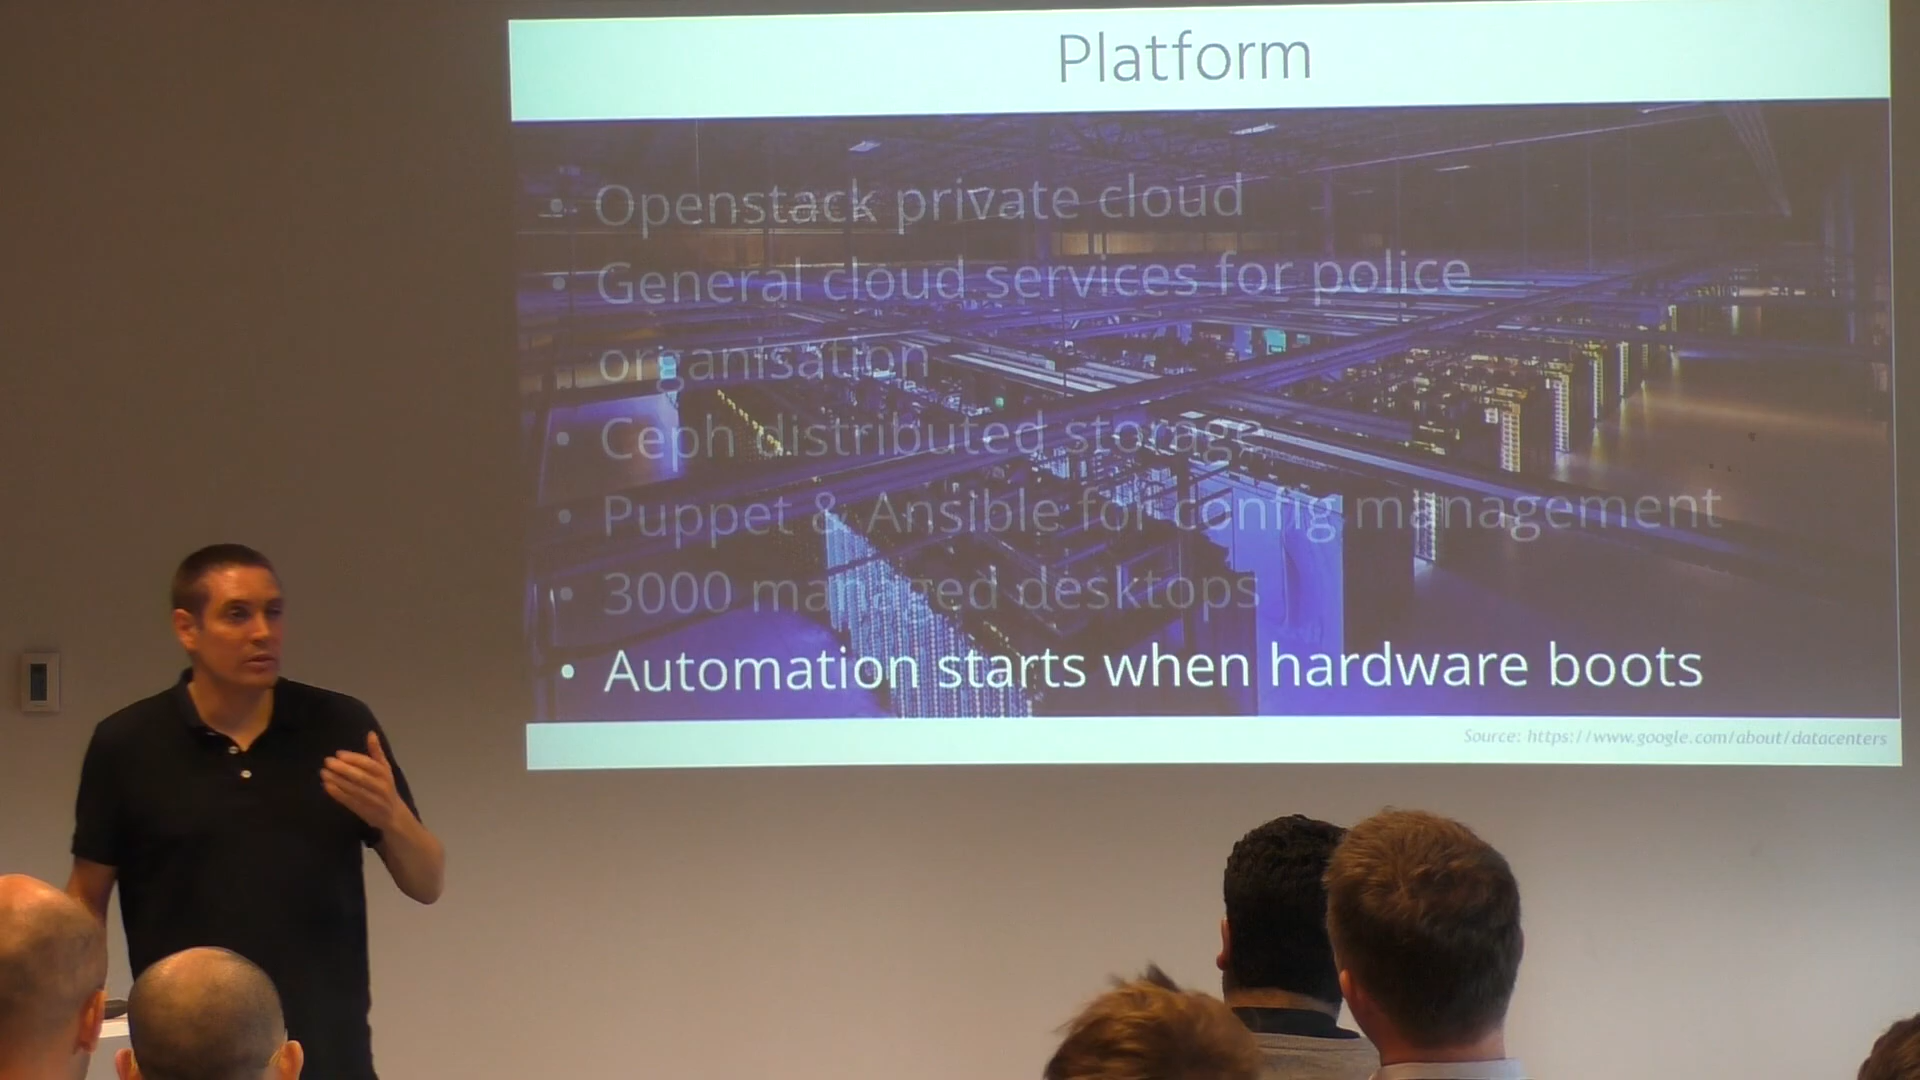 Platform
• Openstack private cloud
• General cloud services for police
organisation
• Ceph distributed storage
• Puppet & Ansible for config management
• 3000 managed desktops
• Automation starts when hardware boots
Source: https://www.google.com/about/datacenters